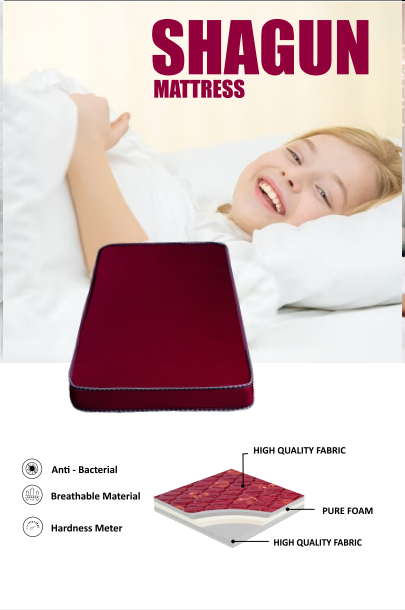 SHAGUN
MATTRESS
HIGH QUALITY FABRIC
Anti - Bacterial
Breathable Material
PURE FOAM
Hardness Meter
HIGH QUALITY FABRIC